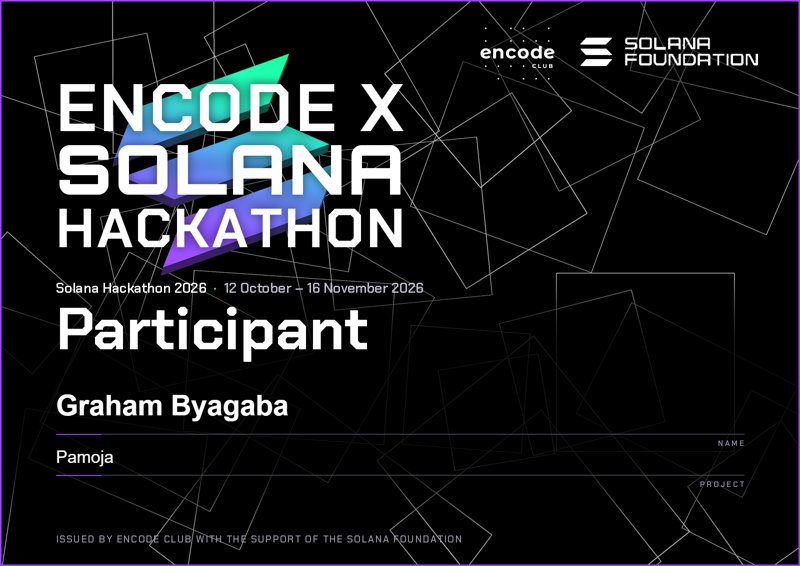 encode
CLUB
SOLANA
FOUNDATION
ENCODE X
SOLANA
HACKATHON
Solana Hackathon 2026 · 12 October – 16 November 2026
Participant
Graham Byagaba
NAME
Pamoja
PROJECT
ISSUED BY ENCODE CLUB WITH THE SUPPORT OF THE SOLANA FOUNDATION